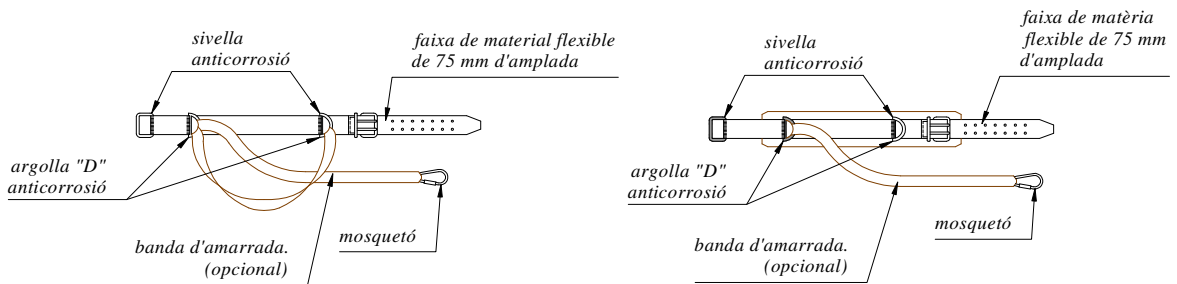 sivella
anticorrosió
faixa de material flexible
de 75 mm d'amplada
argolla "D"
anticorrosió
banda d'amarrada.
(opcional)
mosquetó
sivella
anticorrosió
faixa de matèria
flexible de 75 mm
d'amplada
argolla "D"
anticorrosió
banda d'amarrada.
(opcional)
mosquetó